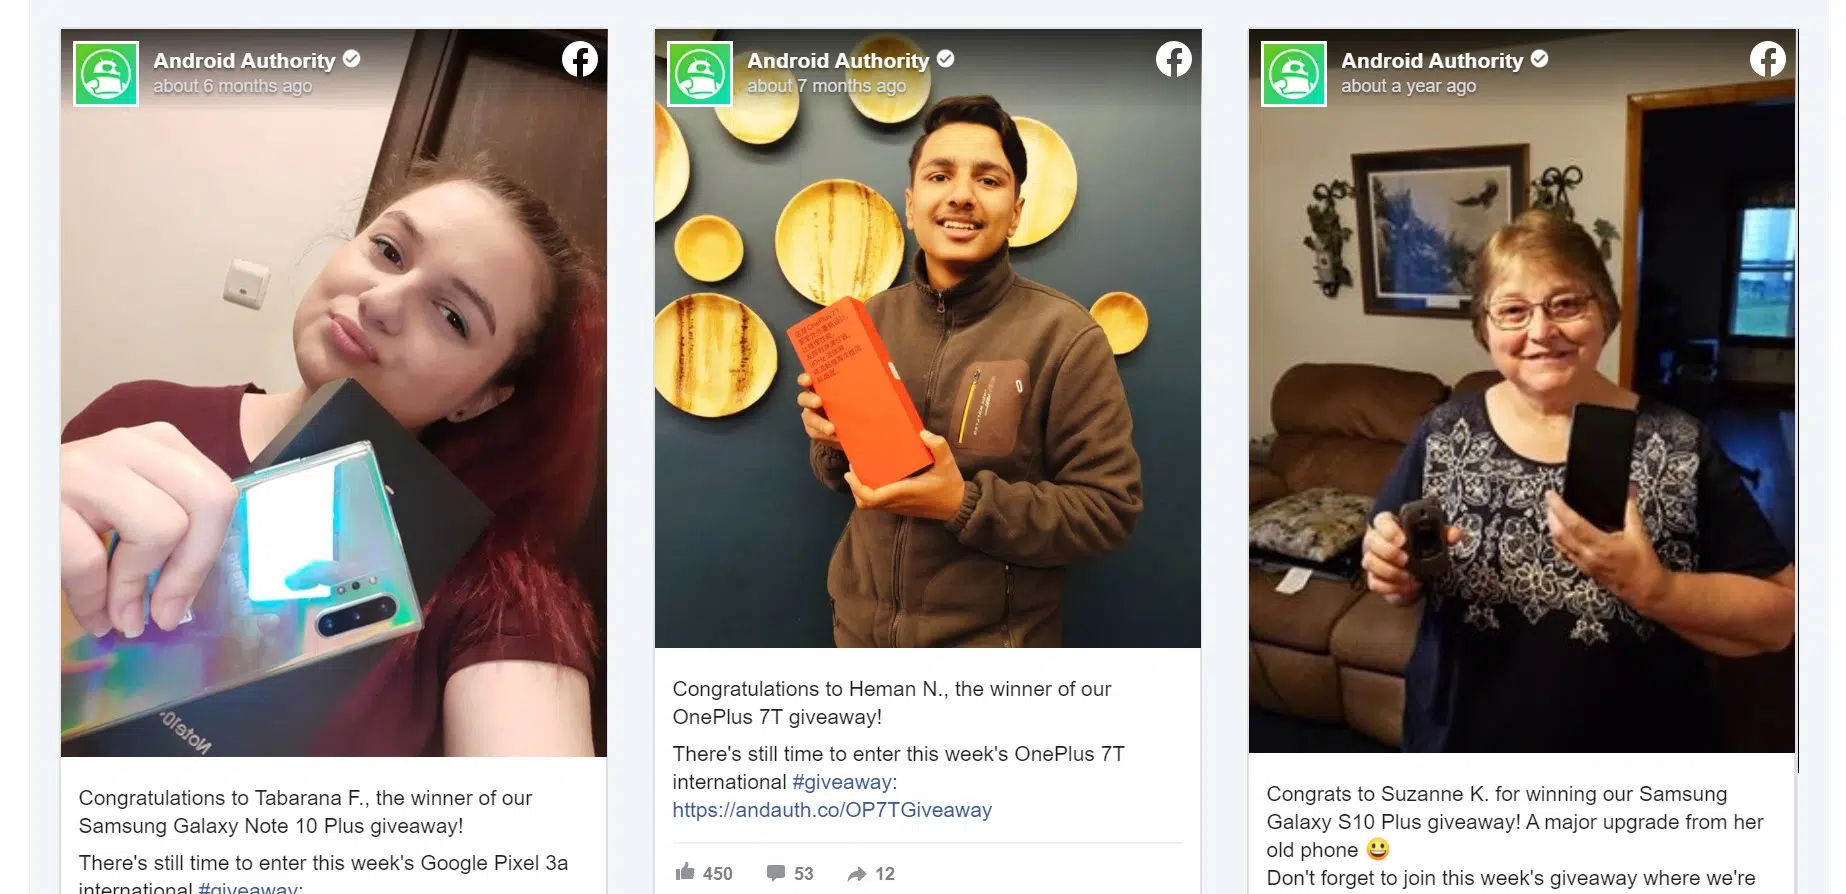 Android Authority
about 6 months ago
Note10+
Congratulations to Tabarana F., the winner of our
Samsung Galaxy Note 10 Plus giveaway!
There's still time to enter this week's Google Pixel 3a
international #giveaway:
Android Authority
about 7 months ago
Congratulations to Heman N., the winner of our
OnePlus 7T giveaway!
There's still time to enter this week's OnePlus 7T
international #giveaway:
https://andauth.co/OP7TGiveaway
450 53 12
Android Authority
about a year ago
Congrats to Suzanne K. for winning our Samsung
Galaxy S10 Plus giveaway! A major upgrade from her
old phone 😀
Don't forget to join this week's giveaway where we're